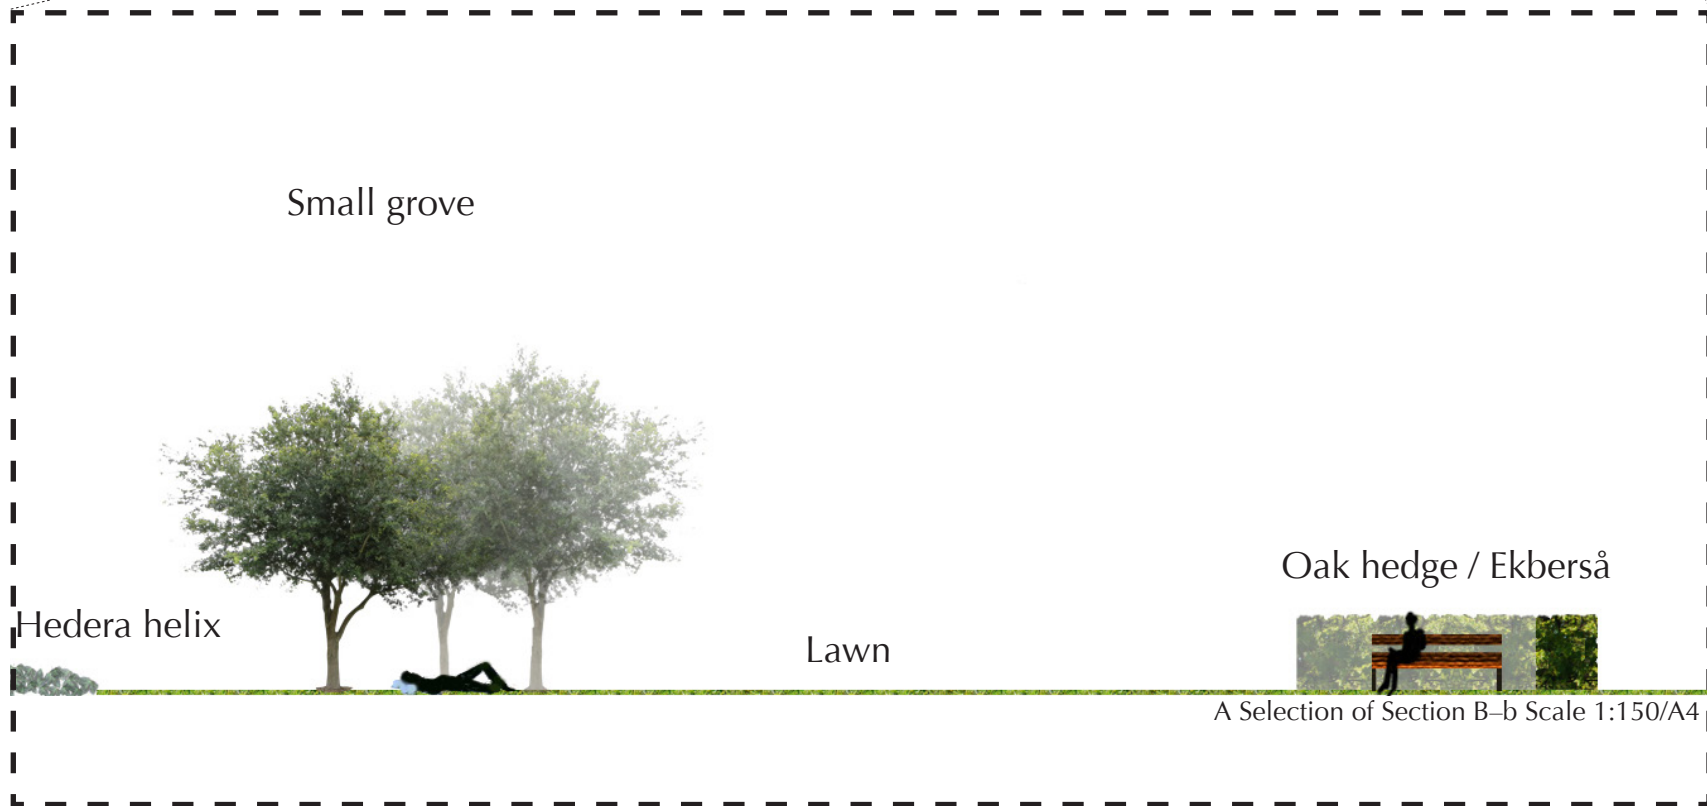 Small grove
Oak hedge / Ekberså
Hedera helix
Lawn
A Selection of Section B–b Scale 1:150/A4